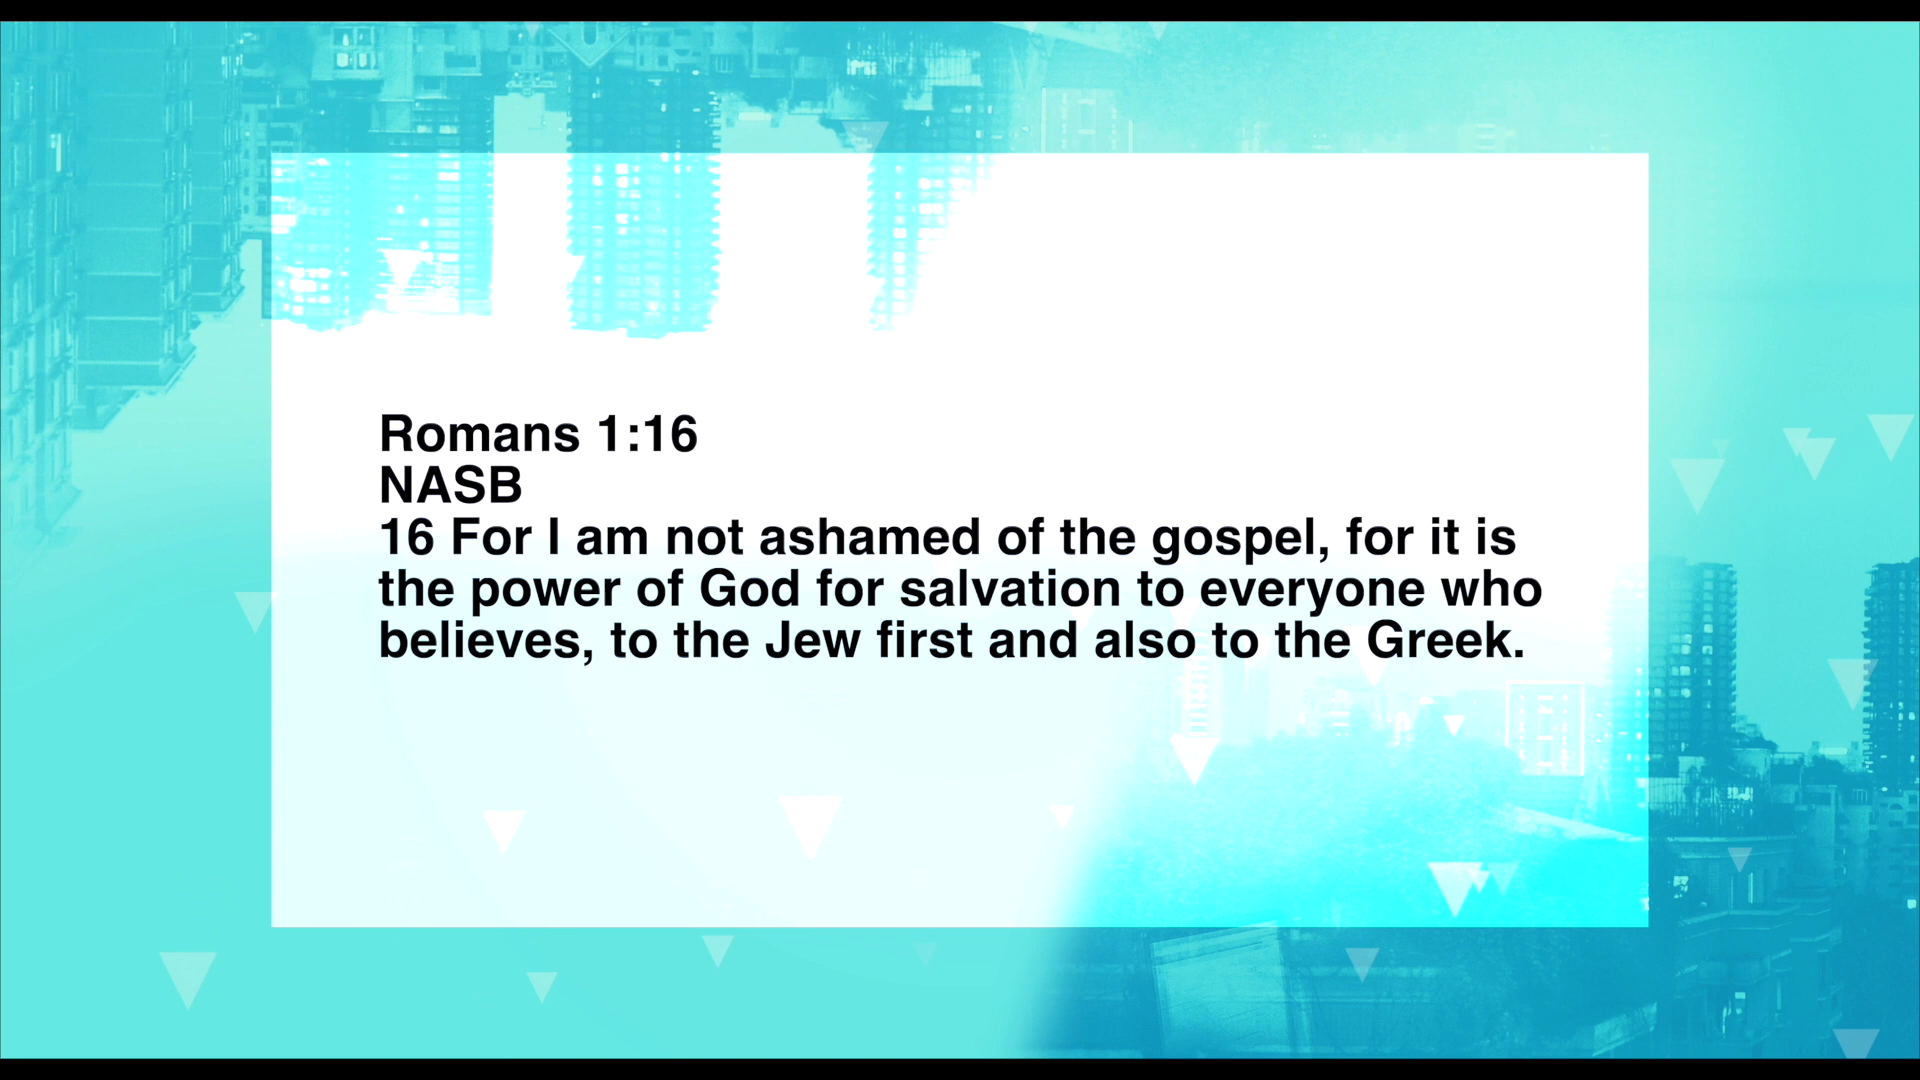 Romans 1:16
NASB
16 For I am not ashamed of the gospel, for it is
the power of God for salvation to everyone who
believes, to the Jew first and also to the Greek.